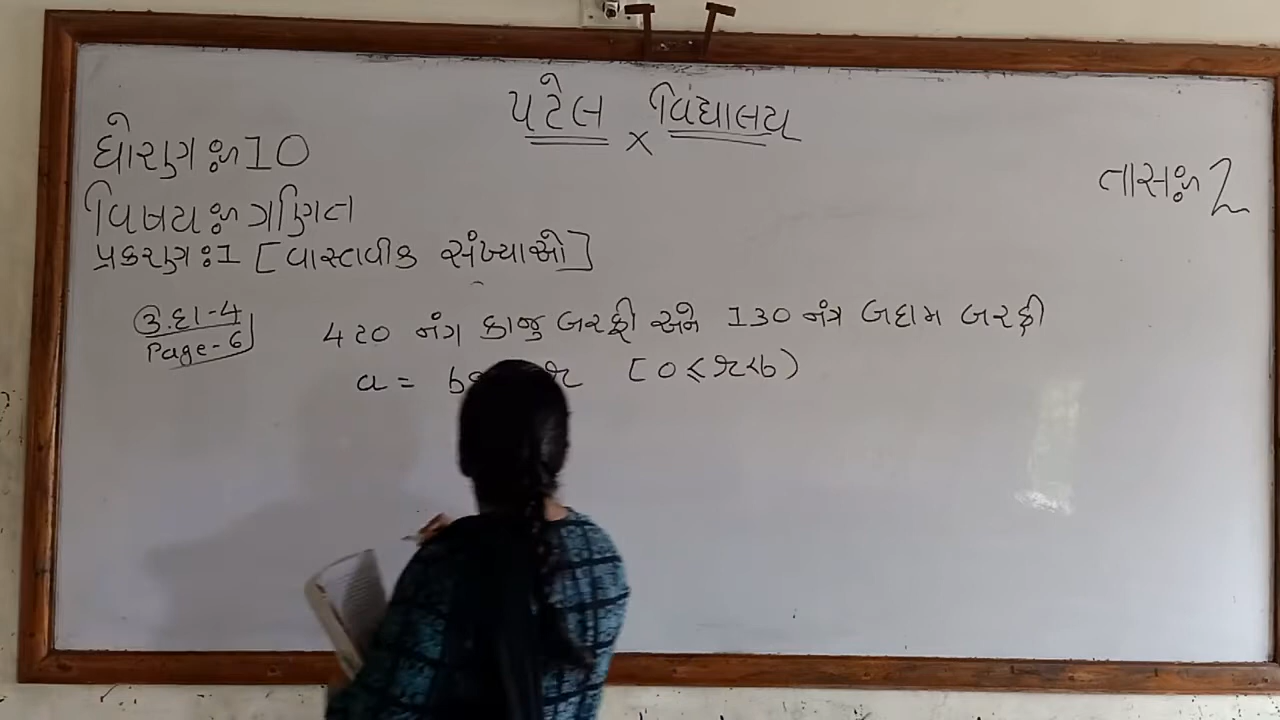 પટેલ x વિદ્યાલય
ધોરણ :- 10
તાસ :- 2
વિષય :- ગણિત
પ્રકરણ : 1 [વાસ્તવીક સંખ્યાઓ]
ઉ.દા-4
Page-6
420 નંગ કાજુ બરફી અને 130 નંગ બદામ બરફી
a = b [0 ≤ r < b)